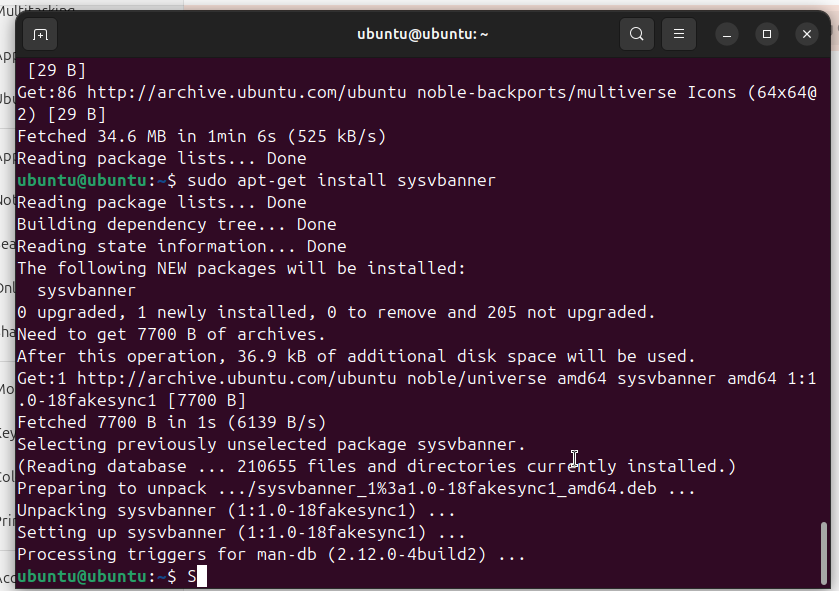 Multitasking
ubuntu@ubuntu: ~
[29 B]
Get:86 http://archive.ubuntu.com/ubuntu noble-backports/multiverse Icons (64x64@
2) [29 B]
Fetched 34.6 MB in 1min 6s (525 kB/s)
Reading package lists... Done
ubuntu@ubuntu:~$ sudo apt-get install sysvbanner
Reading package lists... Done
Building dependency tree... Done
Reading state information... Done
The following NEW packages will be installed:
sysvbanner
0 upgraded, 1 newly installed, 0 to remove and 205 not upgraded.
Need to get 7700 B of archives.
After this operation, 36.9 kB of additional disk space will be used.
Get:1 http://archive.ubuntu.com/ubuntu noble/universe amd64 sysvbanner amd64 1:1
.0-18fakesync1 [7700 B]
Fetched 7700 B in 1s (6139 B/s)
Selecting previously unselected package sysvbanner.
(Reading database ... 210655 files and directories currently installed.)
Preparing to unpack .../sysvbanner_1%3a1.0-18fakesync1_amd64.deb ...
Unpacking sysvbanner (1:1.0-18fakesync1) ...
Setting up sysvbanner (1:1.0-18fakesync1) ...
Processing triggers for man-db (2.12.0-4build2) ...
ubuntu@ubuntu:~$ S